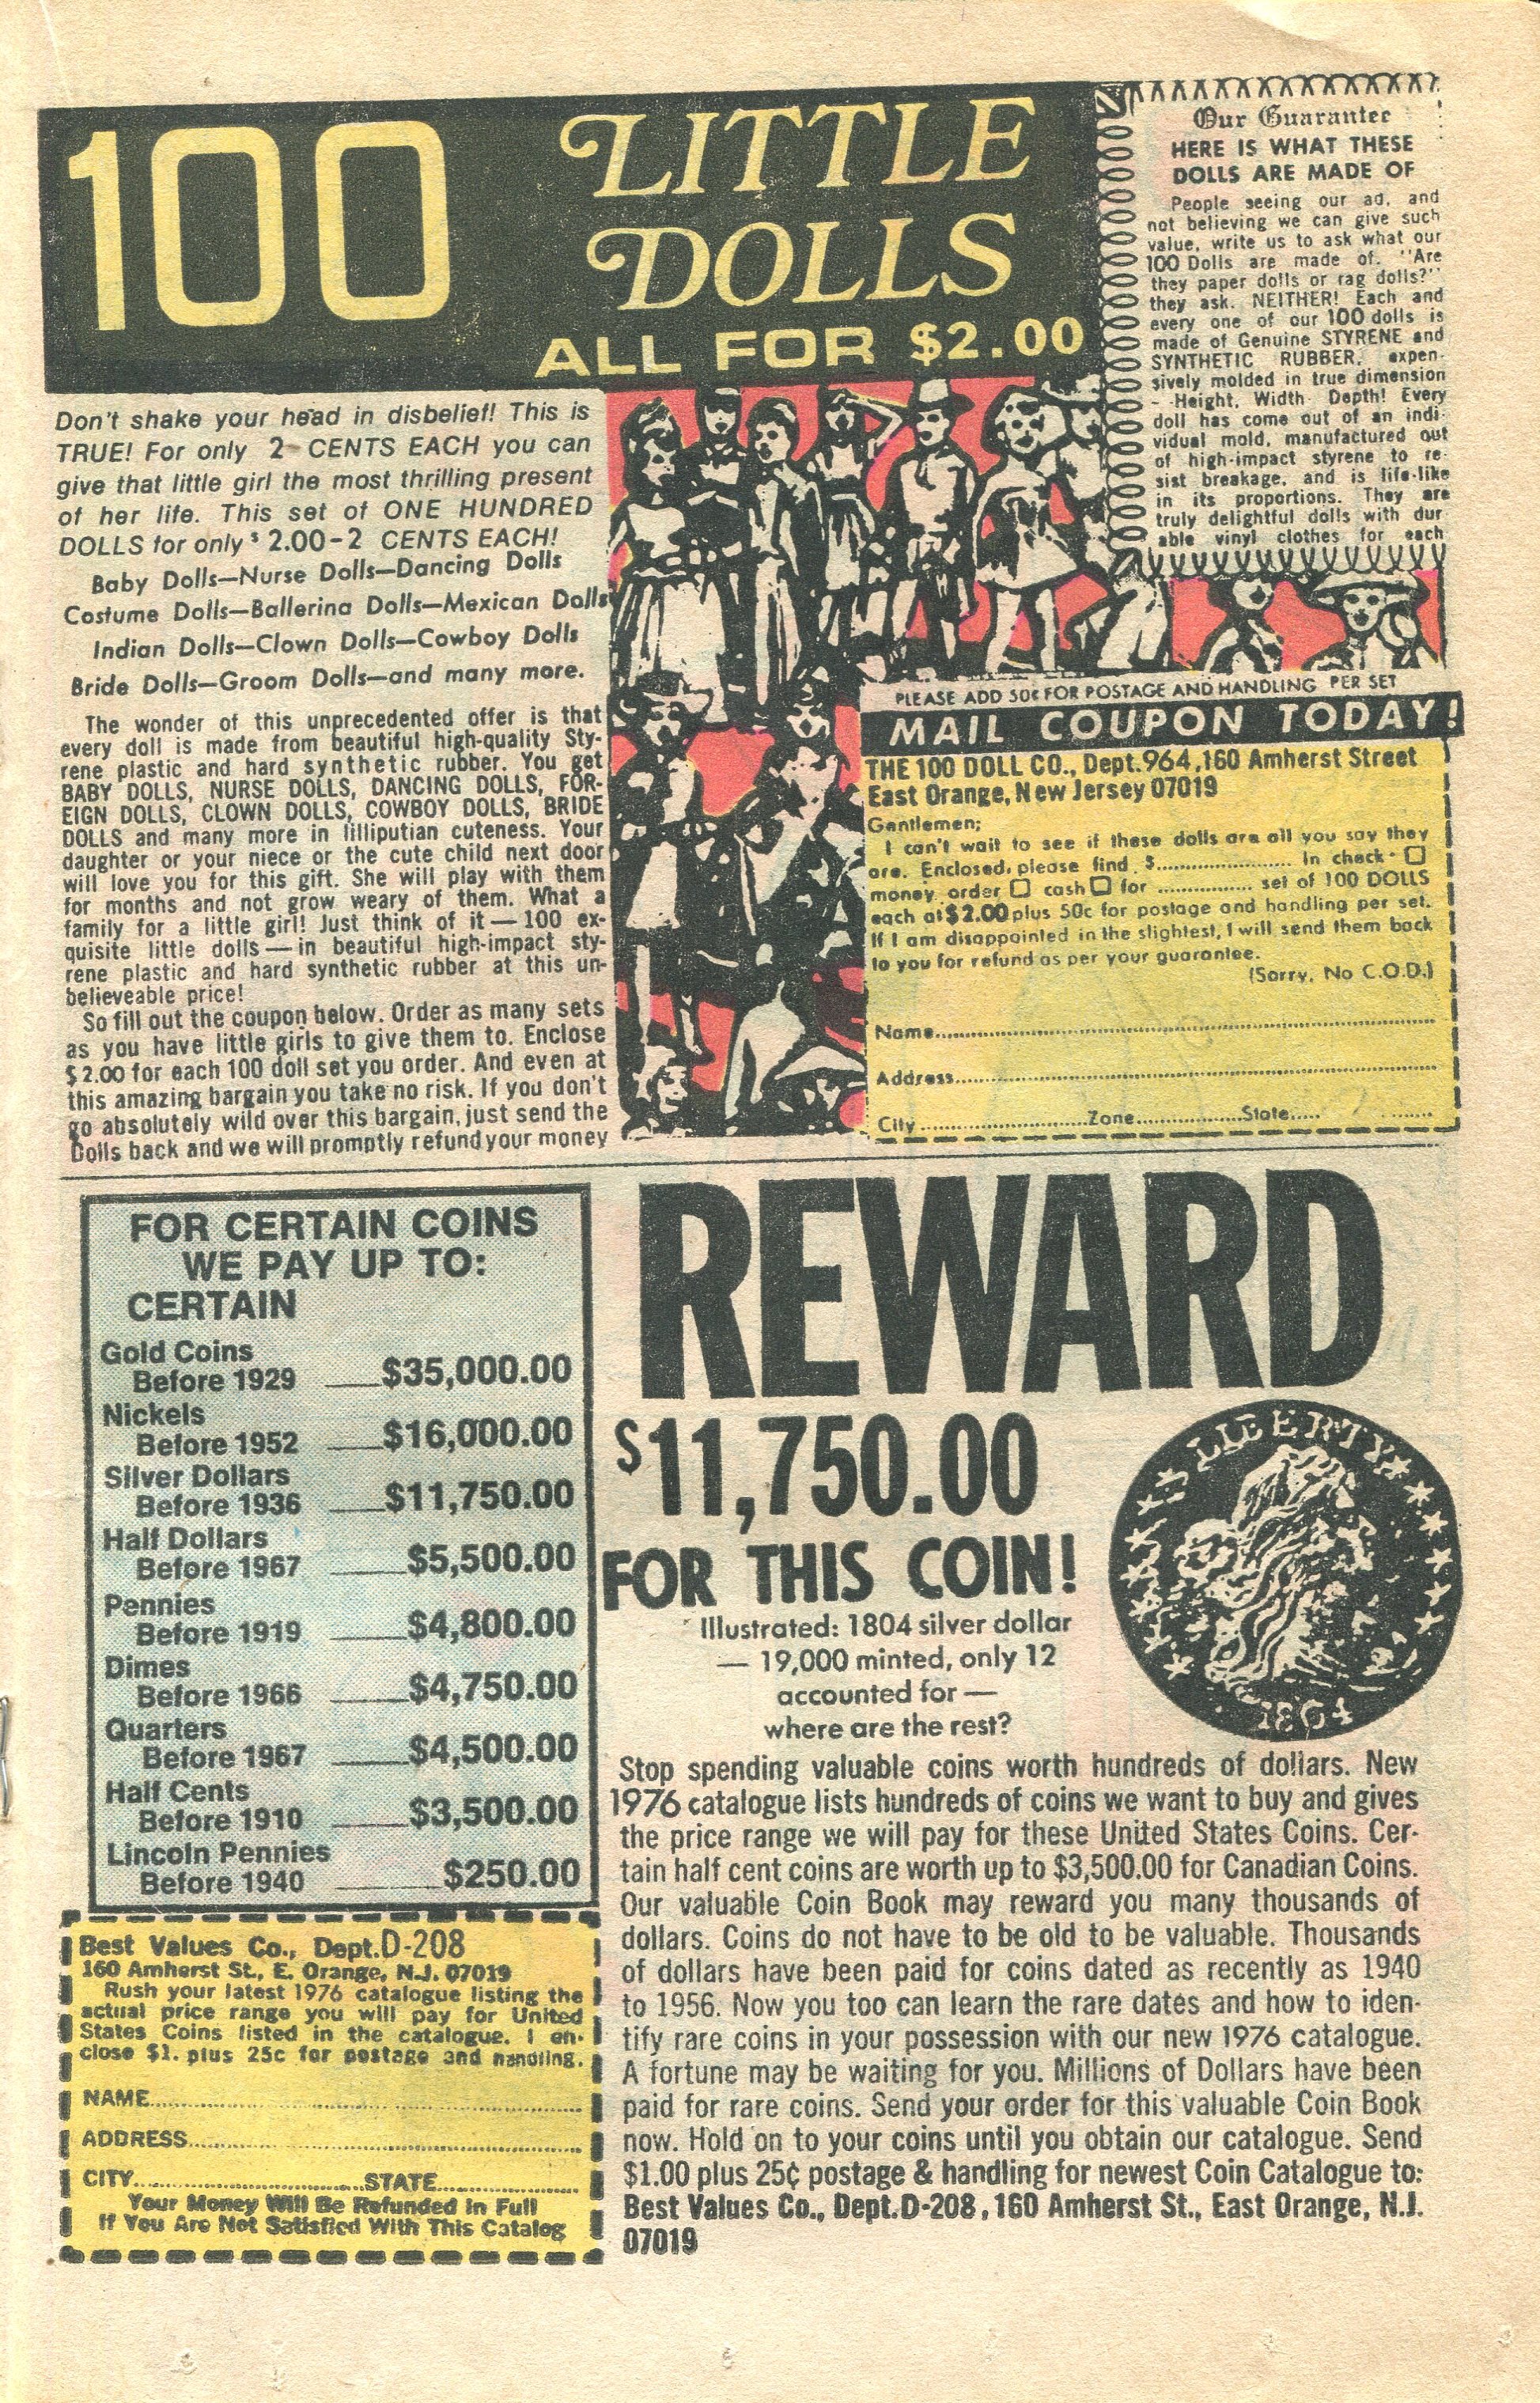 100
LITTLE
DOLLS
ALL FOR $2.00
Our Guarantee
HERE IS WHAT THESE
DOLLS ARE MADE OF
People seeing our ad, and
not believing we can give such
value, write us to ask what our
100 Dolls are made of. "Are
they paper dolls or rag dolls?"
they ask. NEITHER! Each and
every one of our 100 dolls is
made of Genuine STYRENE and
SYNTHETIC RUBBER, expen-
sively molded in true dimension
- Height, Width Depth! Every
doll has come out of an indi-
vidual mold, manufactured out
of high-impact styrene to re-
sist breakage, and is life-like
in its proportions. They are
truly delightful dolls with dur
able vinyl clothes for each
Don't shake your head in disbelief! This is
TRUE! For only 2 CENTS EACH you can
give that little girl the most thrilling present
of her life. This set of ONE HUNDRED
DOLLS for only $2.00-2 CENTS EACH!
Baby Dolls—Nurse Dolls—Dancing Dolls
Costume Dolls—Ballerina Dolls—Mexican Dolls
Indian Dolls—Clown Dolls—Cowboy Dolls
Bride Dolls—Groom Dolls—and many more.
The wonder of this unprecedented offer is that
every doll is made from beautiful high-quality Sty-
rene plastic and hard synthetic rubber. You get
BABY DOLLS, NURSE DOLLS, DANCING DOLLS, FOR-
EIGN DOLLS, CLOWN DOLLS, COWBOY DOLLS, BRIDE
DOLLS and many more in lilliputian cuteness. Your
daughter or your niece or the cute child next door
will love you for this gift. She will play with them
for months and not grow weary of them. What a
family for a little girl! Just think of it — 100 ex-
quisite little dolls — in beautiful high-impact sty-
rene plastic and hard synthetic rubber at this un-
believeable price!
So fill out the coupon below. Order as many sets
as you have little girls to give them to. Enclose
$2.00 for each 100 doll set you order. And even at
this amazing bargain you take no risk. If you don't
go absolutely wild over this bargain, just send the
Dolls back and we will promptly refund your money
PLEASE ADD 50¢ FOR POSTAGE AND HANDLING PER SET
MAIL COUPON TODAY!
THE 100 DOLL CO., Dept. 964, 160 Amherst Street
East Orange, New Jersey 07019
Gentlemen;
I can't wait to see if these dolls are all you say they
are. Enclosed, please find $........................ In check ☐
money order ☐ cash ☐ for ................ set of 100 DOLLS
each at $2.00 plus 50c for postage and handling per set.
If I am disappointed in the slightest, I will send them back
to you for refund as per your guarantee.
(Sorry, No C.O.D.)
Name........................
Address........................
City........................Zone................State.....
FOR CERTAIN COINS
WE PAY UP TO:
CERTAIN
Gold Coins
Before 1929 ___$35,000.00
Nickels
Before 1952 ___$16,000.00
Silver Dollars
Before 1936 ___$11,750.00
Half Dollars
Before 1967 ____$5,500.00
Pennies
Before 1919 ____$4,800.00
Dimes
Before 1966 ____$4,750.00
Quarters
Before 1967 ____$4,500.00
Half Cents
Before 1910 ____$3,500.00
Lincoln Pennies
Before 1940 ______$250.00
Best Values Co., Dept. D-208
160 Amherst St., E. Orange, N.J. 07019
Rush your latest 1976 catalogue listing the
actual price range you will pay for United
States Coins listed in the catalogue. I en-
close $1. plus 25c for postage and handling.
NAME........................
ADDRESS........................
CITY........................STATE................
Your Money Will Be Refunded in Full
If You Are Not Satisfied With This Catalog
REWARD
$11,750.00
FOR THIS COIN!
Illustrated: 1804 silver dollar
— 19,000 minted, only 12
accounted for —
where are the rest?
LIBERTY
1804
Stop spending valuable coins worth hundreds of dollars. New
1976 catalogue lists hundreds of coins we want to buy and gives
the price range we will pay for these United States Coins. Cer-
tain half cent coins are worth up to $3,500.00 for Canadian Coins.
Our valuable Coin Book may reward you many thousands of
dollars. Coins do not have to be old to be valuable. Thousands
of dollars have been paid for coins dated as recently as 1940
to 1956. Now you too can learn the rare dates and how to iden-
tify rare coins in your possession with our new 1976 catalogue.
A fortune may be waiting for you. Millions of Dollars have been
paid for rare coins. Send your order for this valuable Coin Book
now. Hold on to your coins until you obtain our catalogue. Send
$1.00 plus 25¢ postage & handling for newest Coin Catalogue to:
Best Values Co., Dept. D-208, 160 Amherst St., East Orange, N.J.
07019